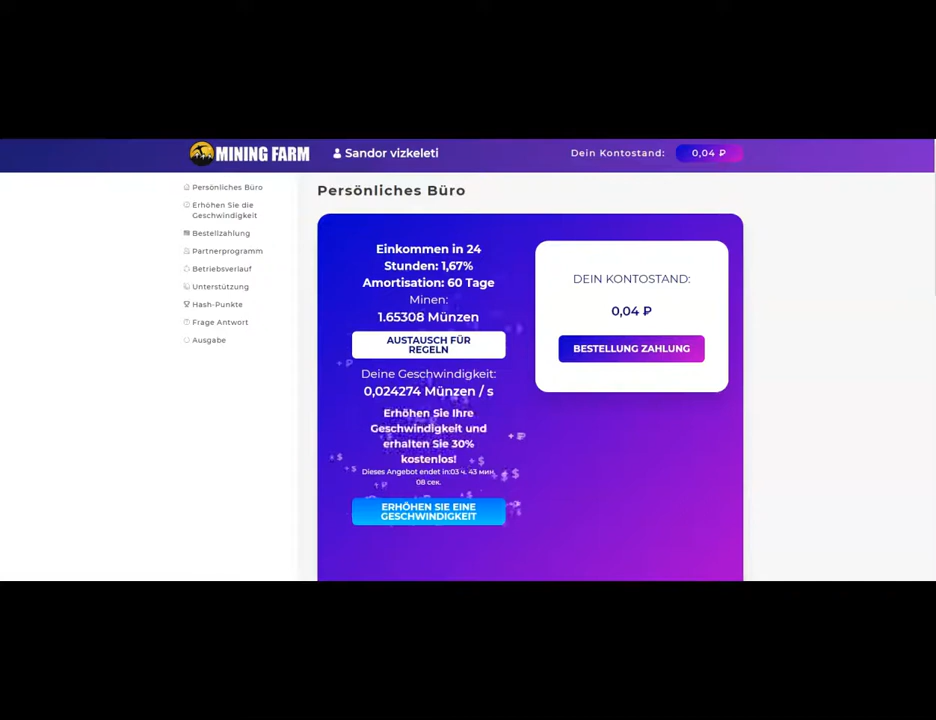 MINING FARM
Sandor vizkeleti
Dein Kontostand:
0,04 ₽
Persönliches Büro
Erhöhen Sie die
Geschwindigkeit
Bestellzahlung
Partnerprogramm
Betriebsverlauf
Unterstützung
Hash-Punkte
Frage Antwort
Ausgabe
Persönliches Büro
Einkommen in 24
Stunden: 1,67%
Amortisation: 60 Tage
Minen:
1.65308 Münzen
AUSTAUSCH FÜR
REGELN
Deine Geschwindigkeit:
0,024274 Münzen / s
Erhöhen Sie Ihre
Geschwindigkeit und
erhalten Sie 30%
kostenlos!
Dieses Angebot endet in:03 ч. 43 мин.
08 сек.
ERHÖHEN SIE EINE
GESCHWINDIGKEIT
DEIN KONTOSTAND:
0,04 ₽
BESTELLUNG ZAHLUNG